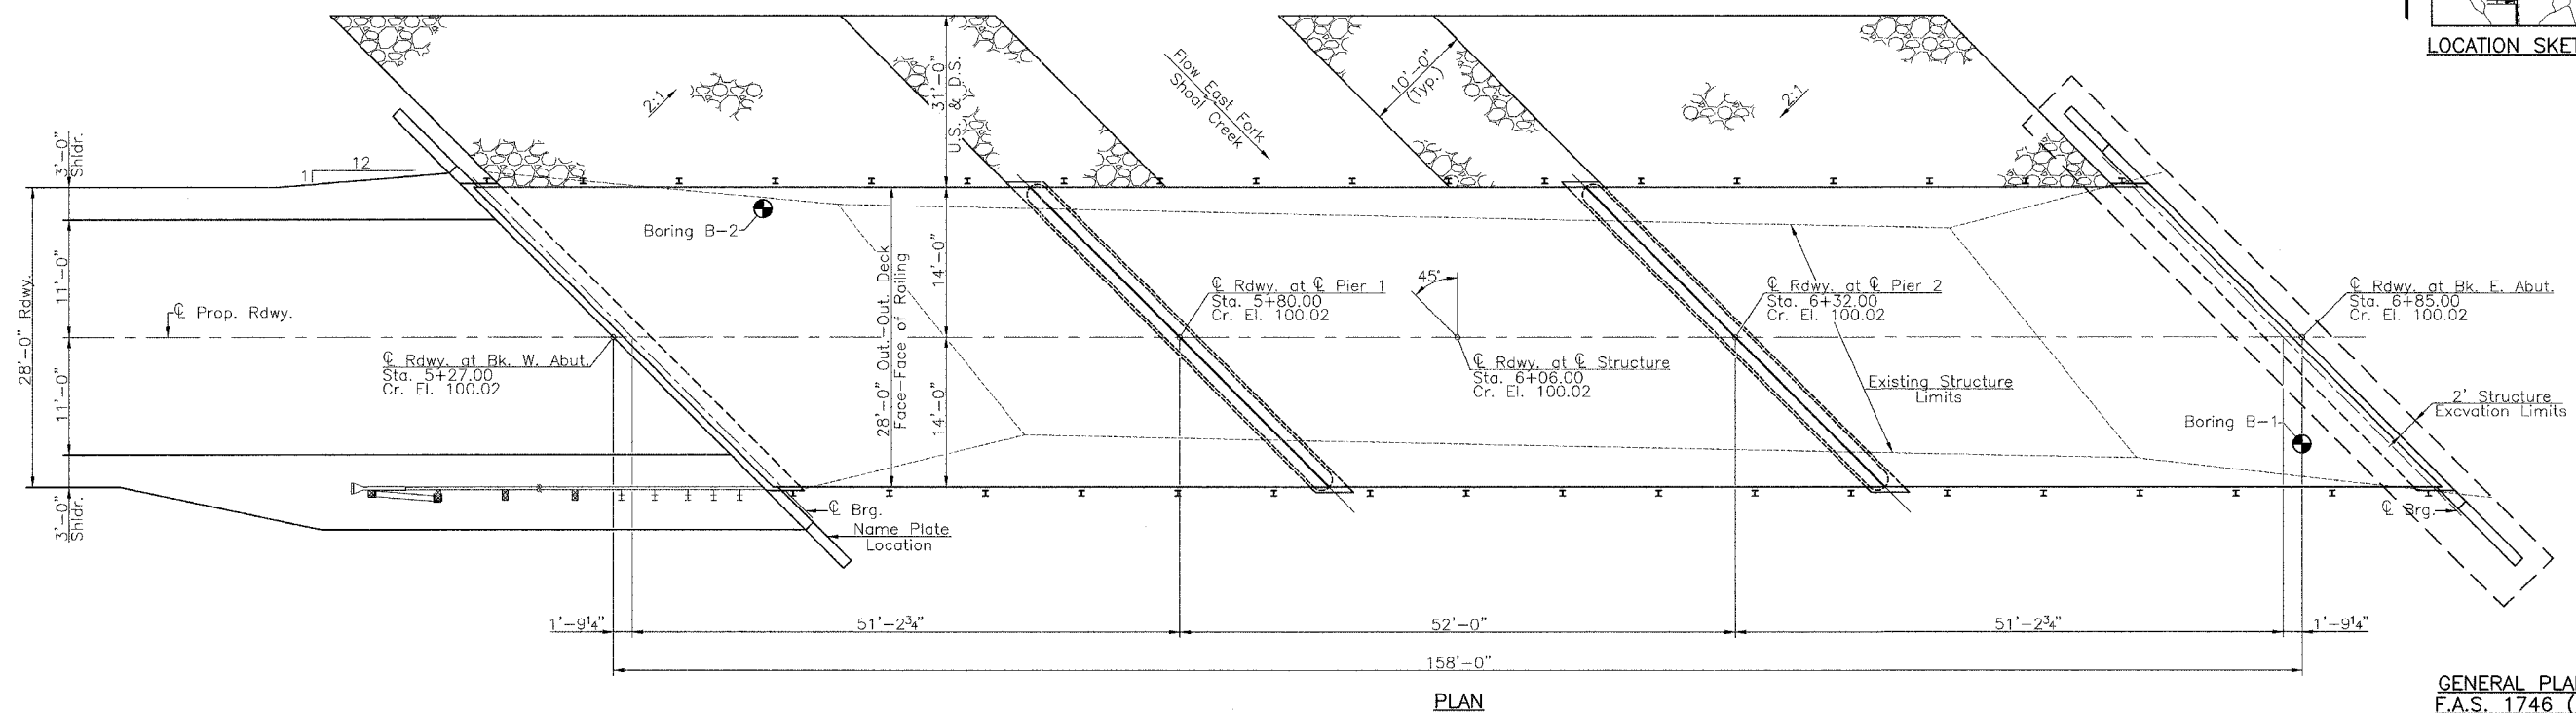 LOCATION SKET
3'-0"
Shldr.
1
12
2:1
31'-0"
U.S. & D.S.
Flow East Fork
Shoal Creek
10'-0"
(Typ.)
2:1
Boring B-2
28'-0" Rdwy.
11'-0"
11'-0"
3'-0"
Shldr.
℄ Prop. Rdwy.
℄ Rdwy. at Bk. W. Abut.
Sta. 5+27.00
Cr. El. 100.02
28'-0" Out.-Out. Deck
Face-Face of Railing
14'-0"
14'-0"
℄ Rdwy. at ℄ Pier 1
Sta. 5+80.00
Cr. El. 100.02
45°
℄ Rdwy. at ℄ Structure
Sta. 6+06.00
Cr. El. 100.02
℄ Rdwy. at ℄ Pier 2
Sta. 6+32.00
Cr. El. 100.02
Existing Structure
Limits
℄ Rdwy. at Bk. E. Abut.
Sta. 6+85.00
Cr. El. 100.02
2' Structure
Excvation Limits
Boring B-1
℄ Brg.
Name Plate
Location
℄ Brg.
1'-9¼"
51'-2¾"
52'-0"
51'-2¾"
1'-9¼"
158'-0"
PLAN
GENERAL PLA
F.A.S. 1746 (